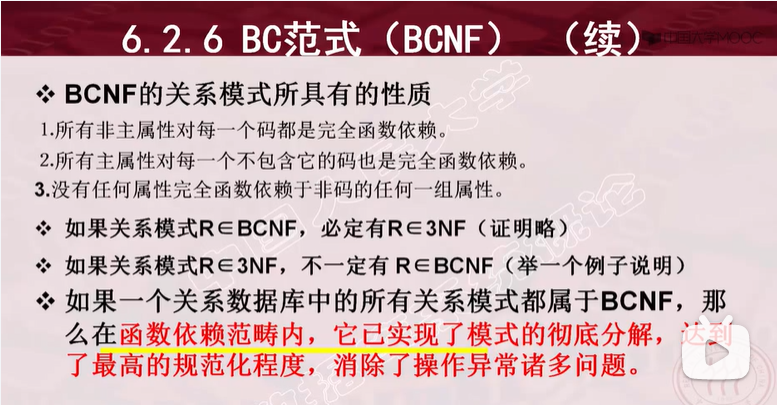 6.2.6 BC范式（BCNF） （续）
中国大学MOOC
❖ BCNF的关系模式所具有的性质
1.所有非主属性对每一个码都是完全函数依赖。
2.所有主属性对每一个不包含它的码也是完全函数依赖。
3.没有任何属性完全函数依赖于非码的任何一组属性。
❖ 如果关系模式R∈BCNF，必定有R∈3NF（证明略）
❖ 如果关系模式R∈3NF，不一定有 R∈BCNF（举一个例子说明）
❖ 如果一个关系数据库中的所有关系模式都属于BCNF，那
么在函数依赖范畴内，它已实现了模式的彻底分解，达到
了最高的规范化程度，消除了操作异常诸多问题。